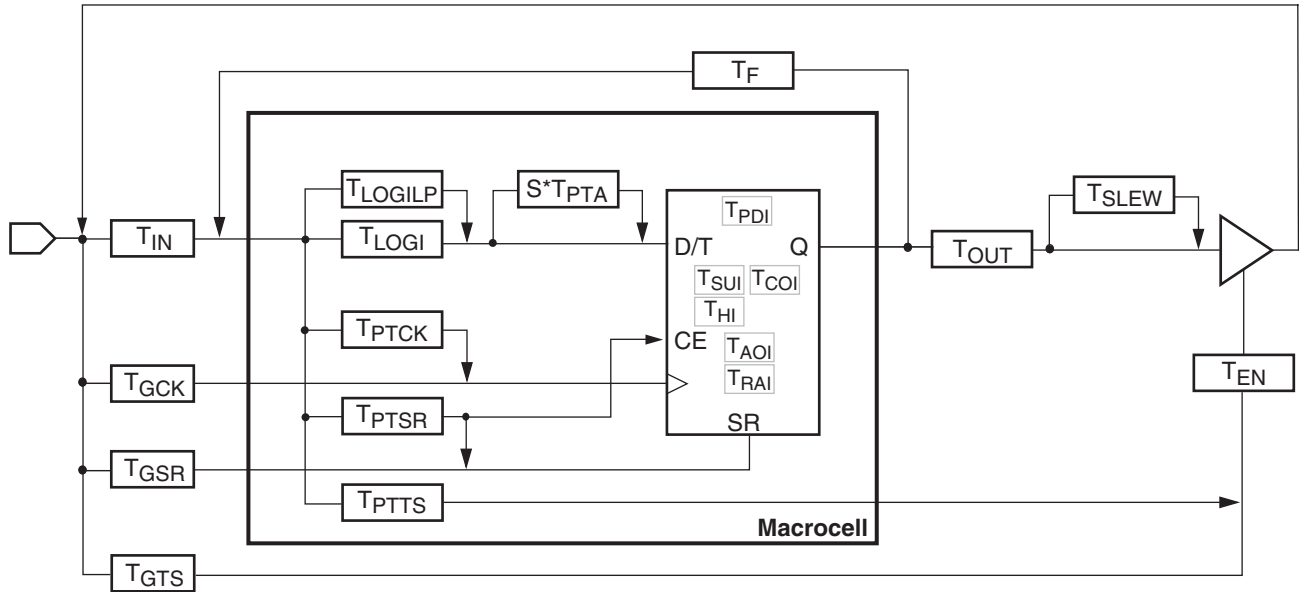 TF
TLOGILP
S*TPTA
TPDI
TSLEW
TIN
TLOGI
D/T
Q
TOUT
TSUI
TCOI
THI
TPTCK
CE
TAOI
TEN
TGCK
TRAI
TPTSR
SR
TGSR
TPTTS
Macrocell
TGTS